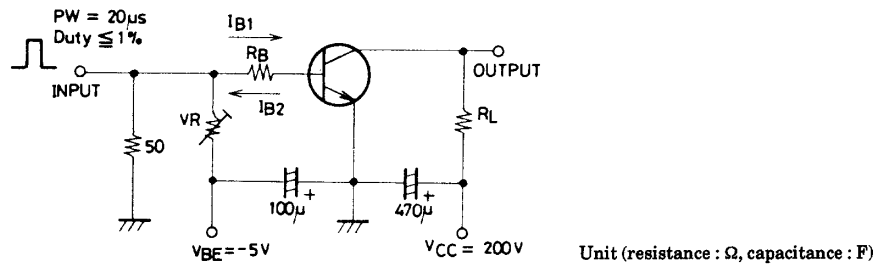 PW = 20μs
Duty ≦ 1%
IB1
RB
INPUT
IB2
OUTPUT
VR
RL
50
100μ
+
470μ
+
VBE = -5V
VCC = 200V
Unit (resistance : Ω, capacitance : F)